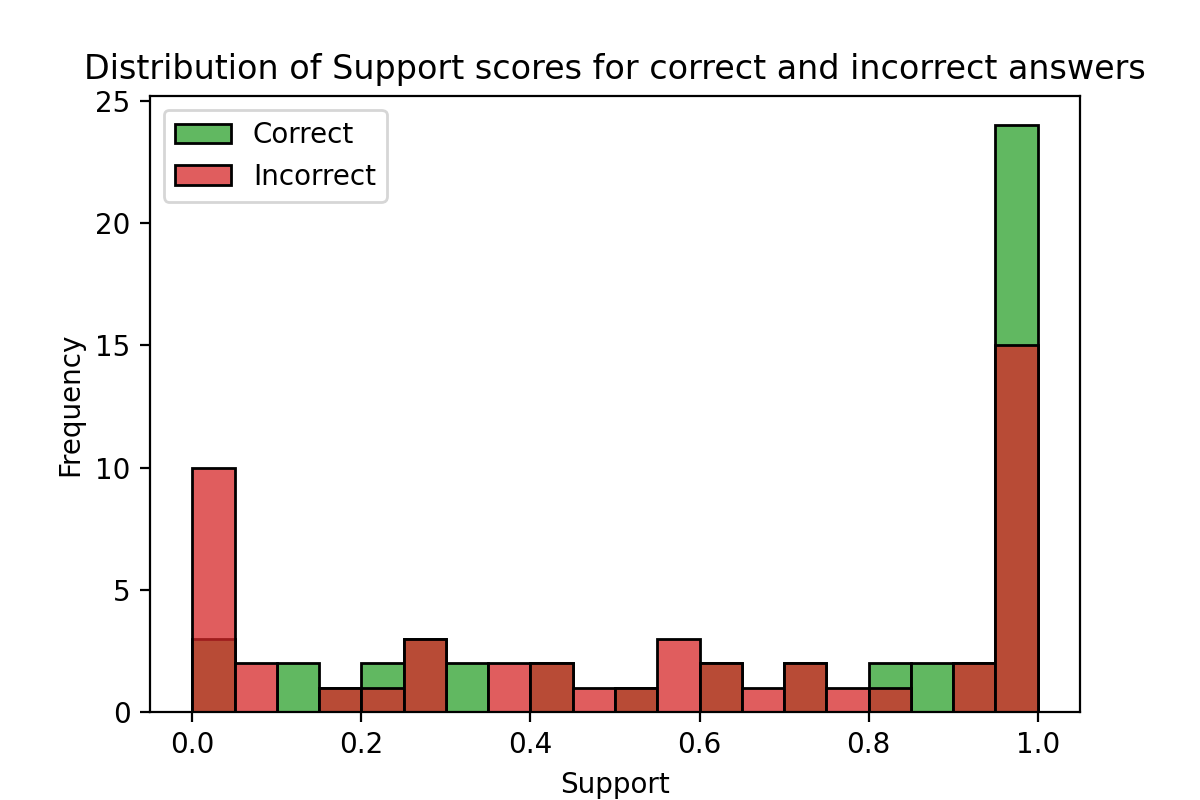 Distribution of Support scores for correct and incorrect answers
Correct
Incorrect
25
20
15
10
5
0
Frequency
0.0 0.2 0.4 0.6 0.8 1.0
Support